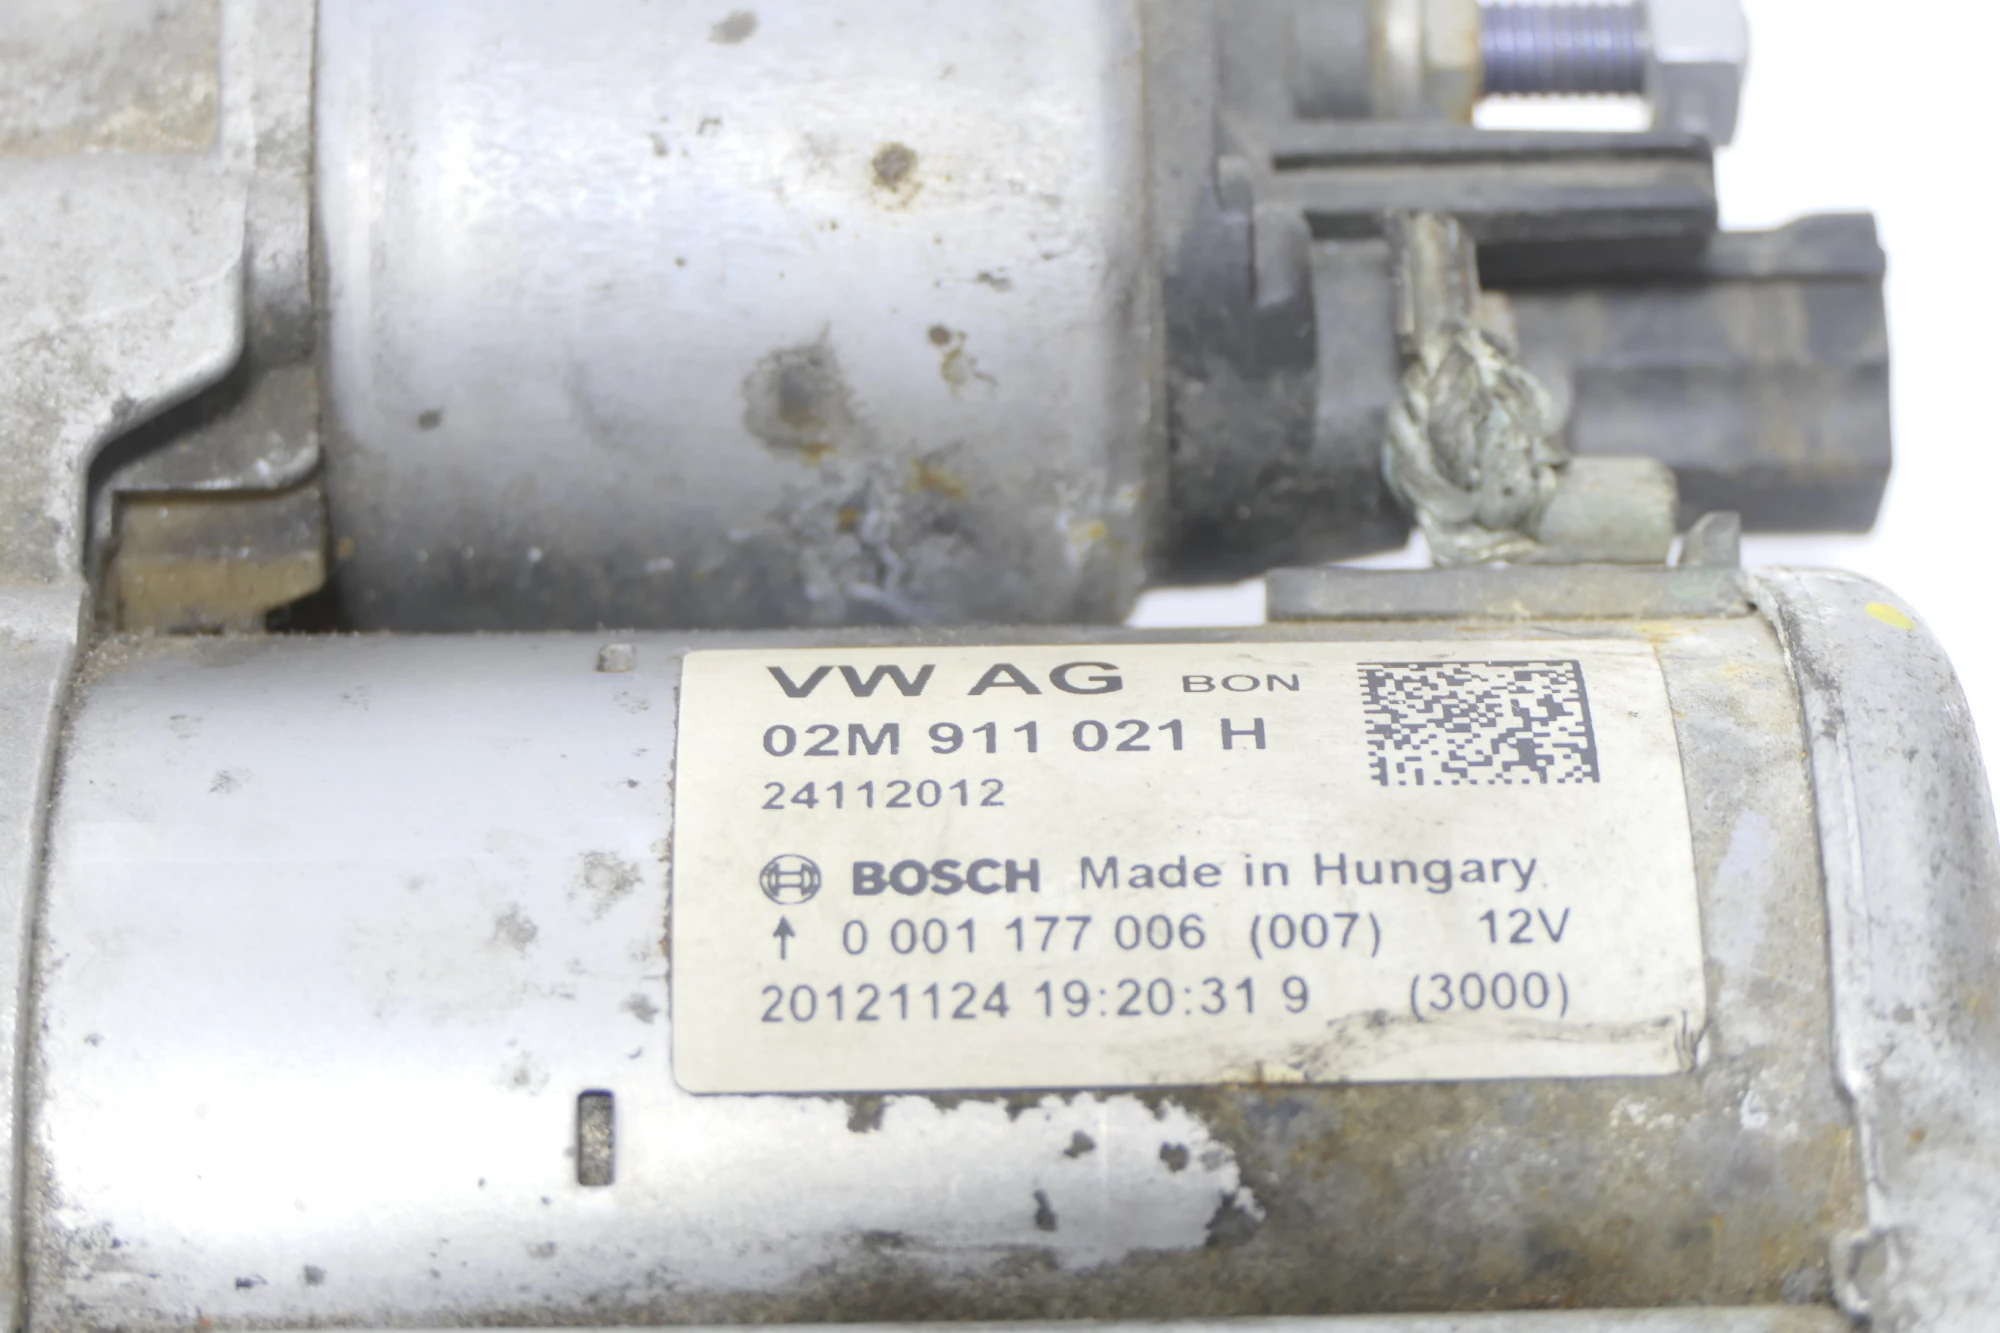 VW AG BON
02M 911 021 H
24112012
BOSCH Made in Hungary
↑ 0 001 177 006 (007) 12V
20121124 19:20:31 9 (3000)